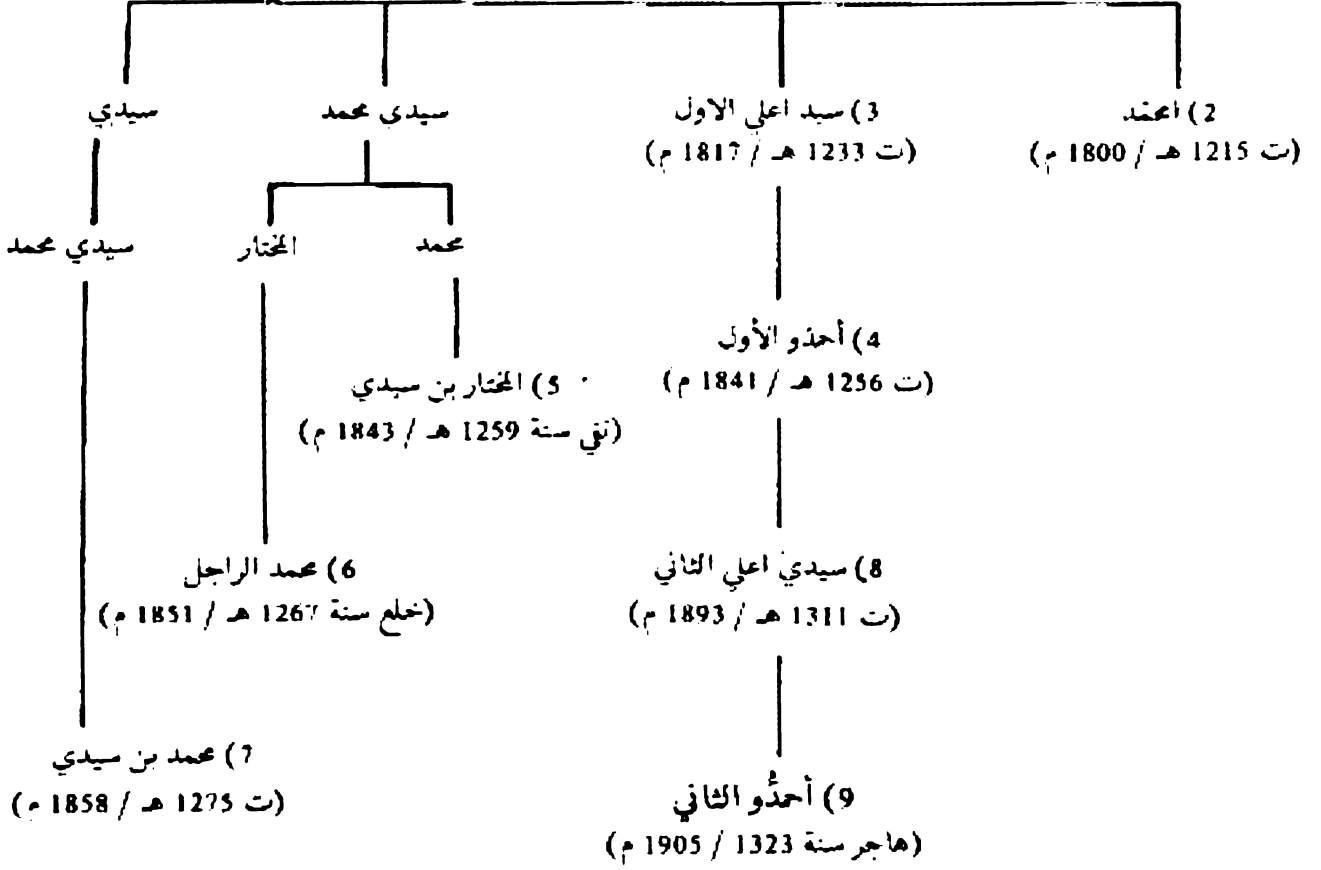 2) امحمّد
(ت 1215 هـ / 1800 م)
3) سيد اعلي الاول
(ت 1233 هـ / 1817 م)
سيدي محمد
سيدي
محمد
المختار
سيدي محمد
4) أحمدو الأول
(ت 1256 هـ / 1841 م)
5) المختار بن سيدي
(نفي سنة 1259 هـ / 1843 م)
8) سيدي اعلي الثاني
(ت 1311 هـ / 1893 م)
6) محمد الراجل
(خلع سنة 1267 هـ / 1851 م)
7) محمد بن سيدي
(ت 1275 هـ / 1858 م)
9) أحمدُّو الثاني
(هاجر سنة 1323 / 1905 م)